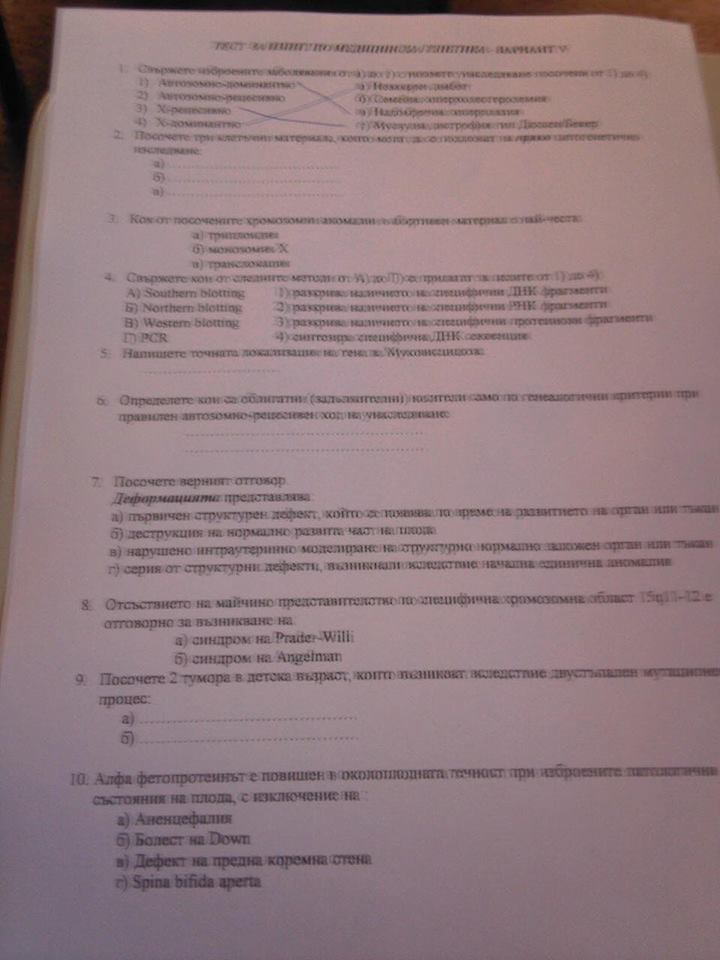 ТЕСТ ЗА ИЗПИТ ПО МЕДИЦИНСКА ГЕНЕТИКА - ВАРИАНТ V
1. Свържете изброените заболявания от а) до г) с техните унаследяване посочени от 1) до 4)
1) Автозомно-доминантно а) Незахарен диабет
2) Автозомно-рецесивно б) Фамилна хиперхолестеролемия
3) Х-рецесивно в) Надбъбречна хиперплазия
4) Х-доминантно г) Мускулна дистрофия тип Дюшен/Бекер
2. Посочете три клетъчни материала, които могат да се подложат на пряко цитогенетично
изследване:
а)
б)
в)
3. Кои от посочените хромозомни аномалии в абортивен материал е най-честа:
а) триплоидия
б) монозомия Х
в) транслокация
4. Свържете кои от следните методи от А) до Г) се прилагат за целите от 1) до 4)
А) Southern blotting 1) разкрива наличието на специфични ДНК фрагменти
Б) Northern blotting 2) разкрива наличието на специфични РНК фрагменти
В) Western blotting 3) разкрива наличието на специфични протеинови фрагменти
Г) PCR 4) синтезира специфична ДНК секвенция
5. Напишете точната локализация на гена за Муковисцидоза:
6. Определете кои са облигатни (задължителни) носители само по генеалогични критерии при
правилен автозомно-рецесивен ход на унаследяване:
7. Посочете верният отговор.
Деформацията представлява:
а) първичен структурен дефект, който се появява по време на развитието на орган или тъкан
б) деструкция на нормално развита част на плода
в) нарушено интраутеринно моделиране на структурно нормално заложен орган или тъкан
г) серия от структурни дефекти, възникнали вследствие начална единична аномалия
8. Отсъствието на майчино представителство по специфична хромозомна област 15q11-12 е
отговорно за възникване на:
а) синдром на Prader-Willi
б) синдром на Angelman
9. Посочете 2 тумора в детска възраст, които възникват вследствие двустъпален мутационе
процес:
а)
б)
10. Алфа фетопротеинът е повишен в околоплодната течност при изброените патологични
състояния на плода, с изключение на :
а) Аненцефалия
б) Болест на Down
в) Дефект на предна коремна стена
г) Spina bifida aperta